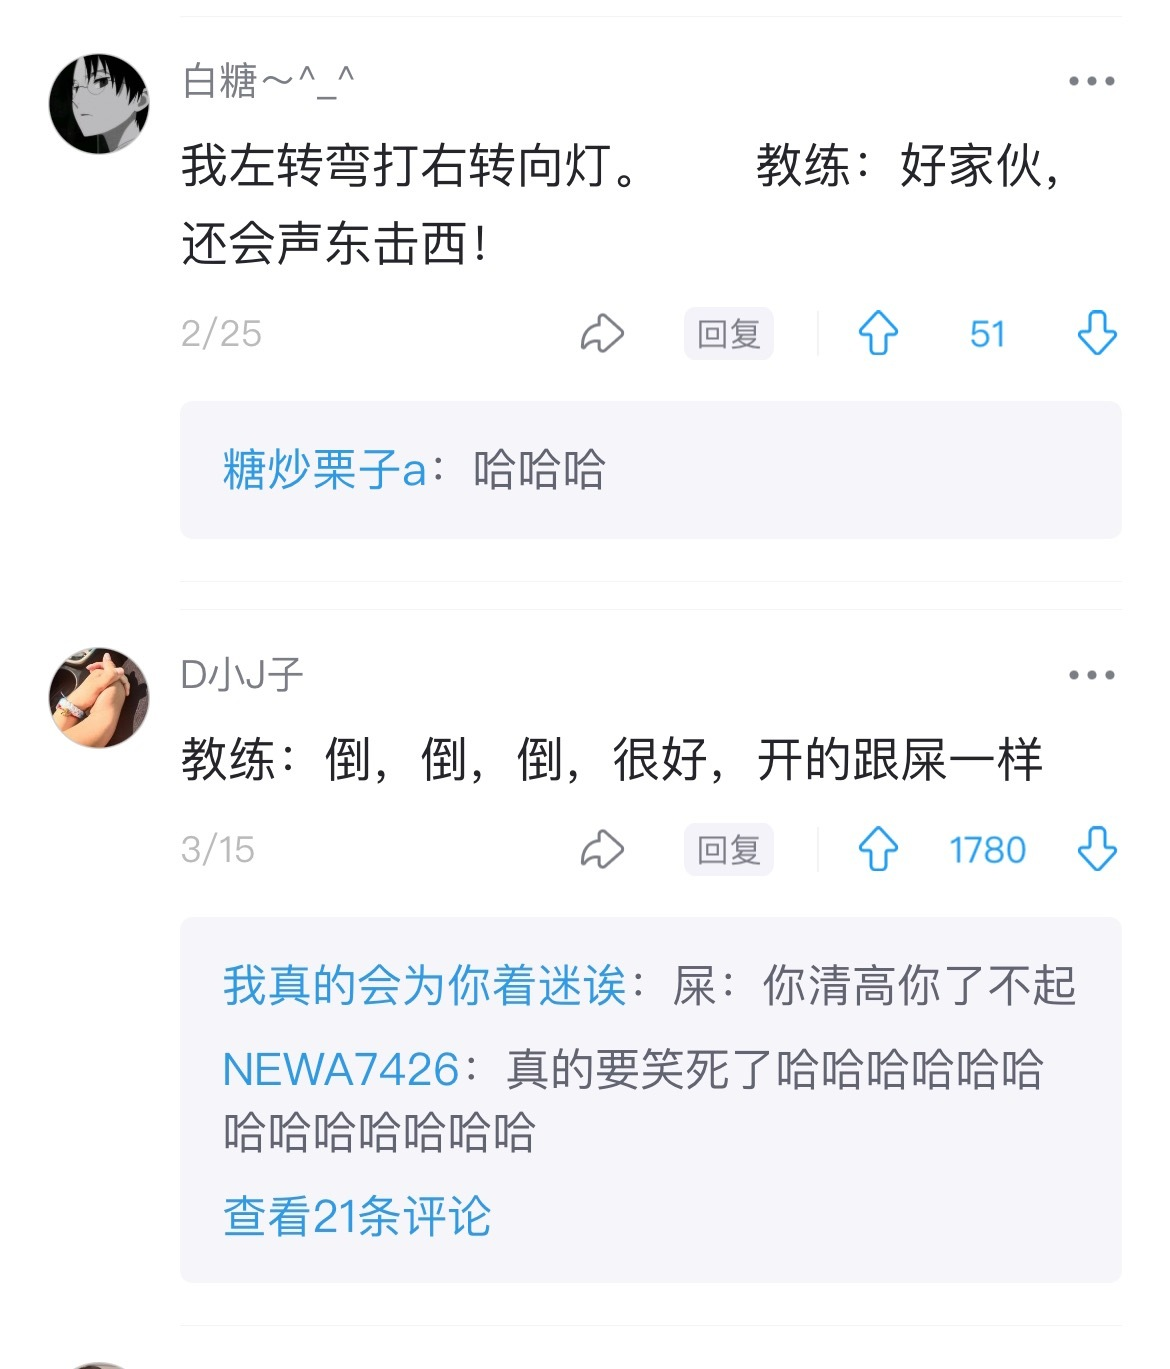 白糖～^_^
我左转弯打右转向灯。 教练：好家伙，
还会声东击西！
2/25 回复 51
糖炒栗子a：哈哈哈
D小J子
教练：倒，倒，倒，很好，开的跟屎一样
3/15 回复 1780
我真的会为你着迷诶：屎：你清高你了不起
NEWA7426：真的要笑死了哈哈哈哈哈哈
哈哈哈哈哈哈哈
查看21条评论